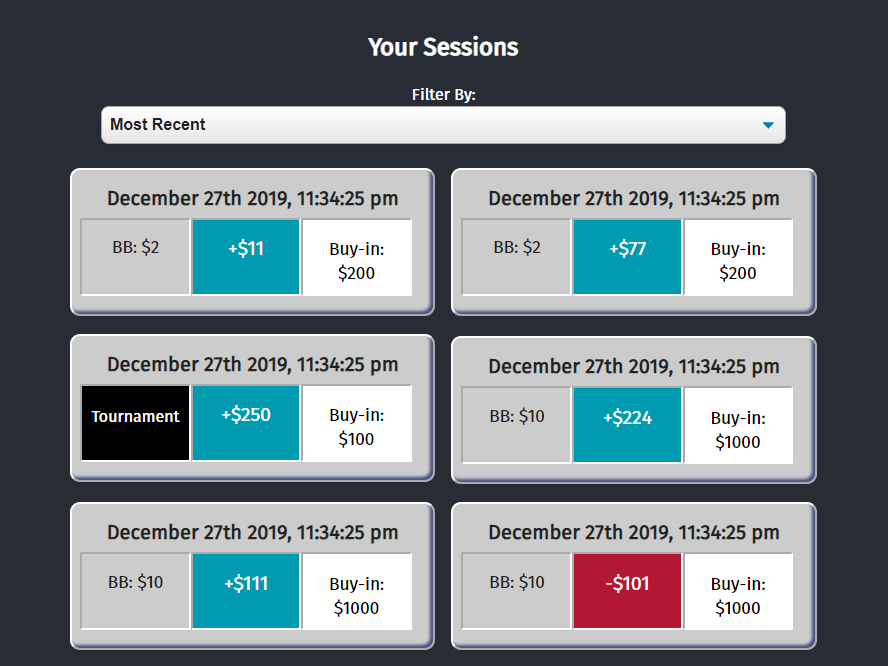 Your Sessions
Filter By:
Most Recent
December 27th 2019, 11:34:25 pm
BB: $2
+$11
Buy-in:
$200
December 27th 2019, 11:34:25 pm
BB: $2
+$77
Buy-in:
$200
December 27th 2019, 11:34:25 pm
Tournament
+$250
Buy-in:
$100
December 27th 2019, 11:34:25 pm
BB: $10
+$224
Buy-in:
$1000
December 27th 2019, 11:34:25 pm
BB: $10
+$111
Buy-in:
$1000
December 27th 2019, 11:34:25 pm
BB: $10
-$101
Buy-in:
$1000